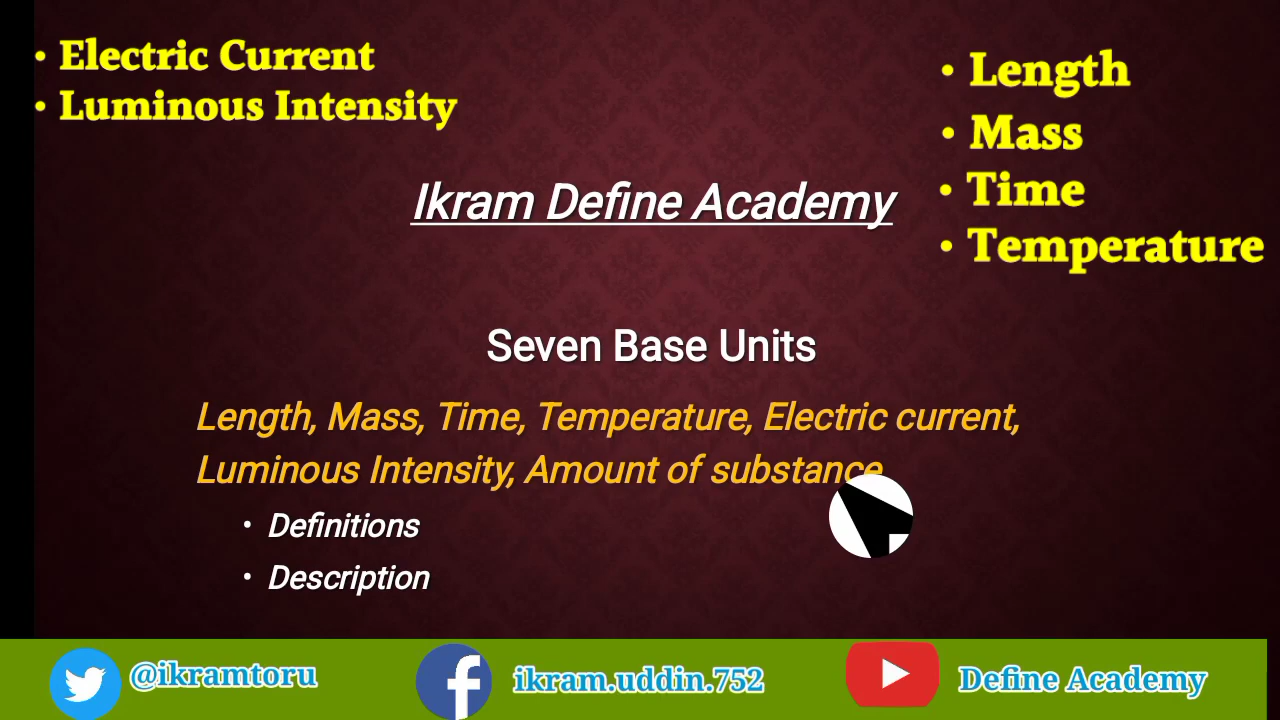 • Electric Current
• Luminous Intensity
• Length
• Mass
• Time
• Temperature
Ikram Define Academy
Seven Base Units
Length, Mass, Time, Temperature, Electric current,
Luminous Intensity, Amount of substance
• Definitions
• Description
@ikramtoru
ikram.uddin.752
Define Academy